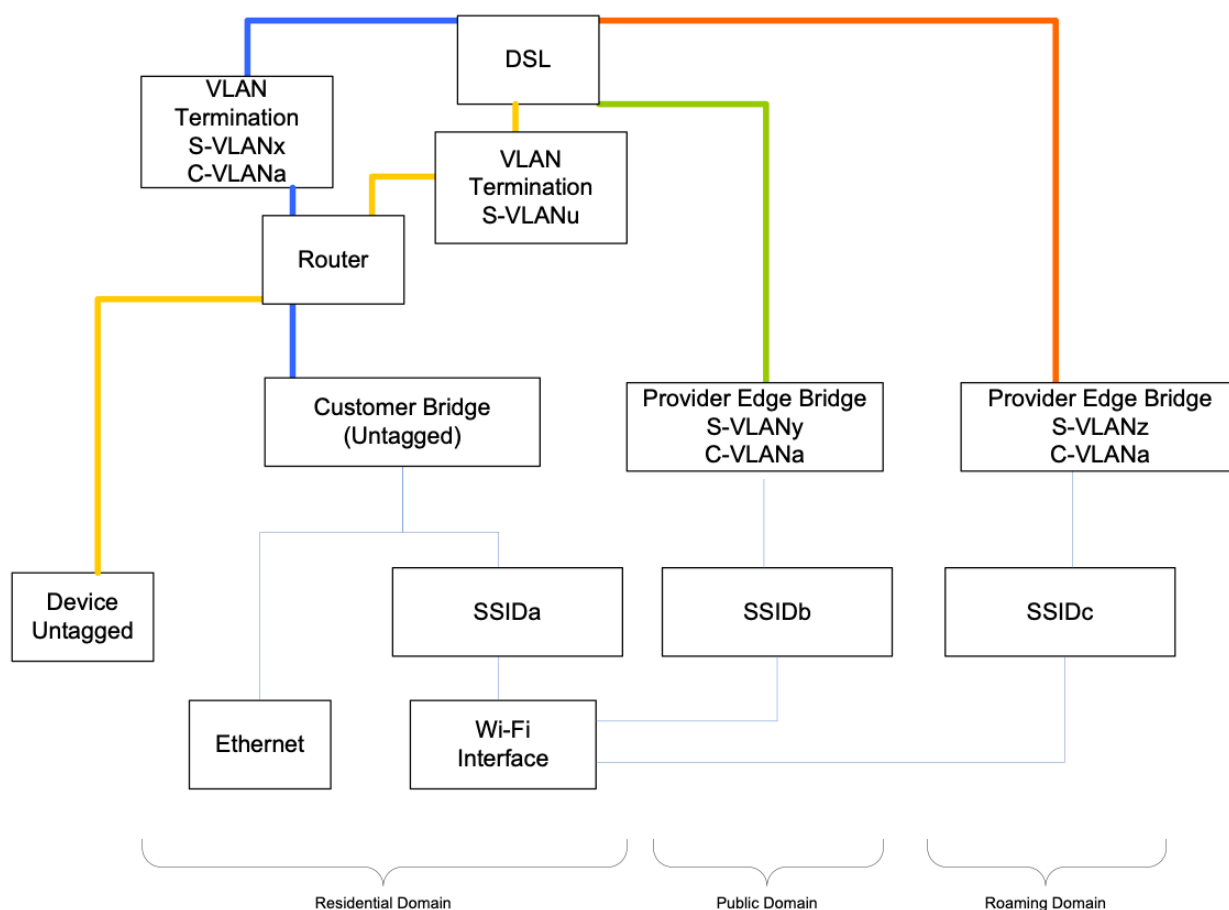 DSL
VLAN
Termination
S-VLANx
C-VLANa
VLAN
Termination
S-VLANu
Router
Customer Bridge
(Untagged)
Provider Edge Bridge
S-VLANy
C-VLANa
Provider Edge Bridge
S-VLANz
C-VLANa
Device
Untagged
SSIDa
SSIDb
SSIDc
Ethernet
Wi-Fi
Interface
Residential Domain
Public Domain
Roaming Domain